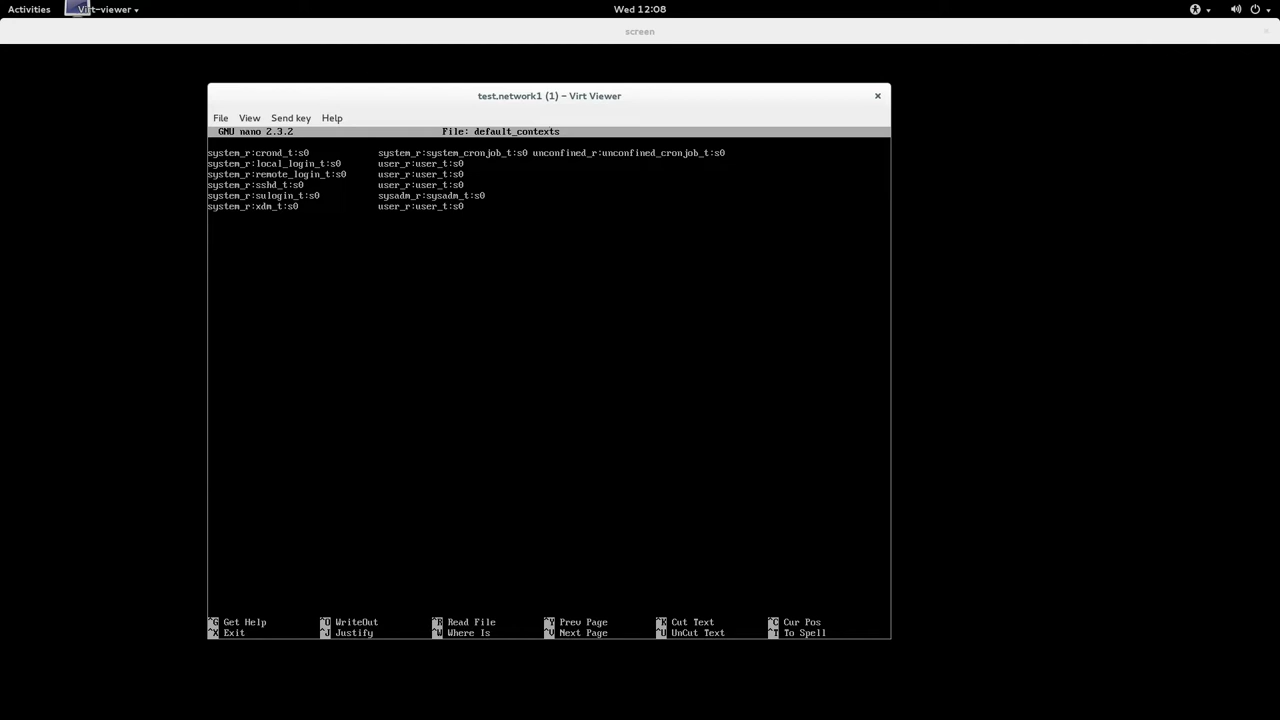 Activities Virt-viewer Wed 12:08
screen
test.network1 (1) - Virt Viewer
File View Send key Help
GNU nano 2.3.2 File: default_contexts
system_r:crond_t:s0 system_r:system_cronjob_t:s0 unconfined_r:unconfined_cronjob_t:s0
system_r:local_login_t:s0 user_r:user_t:s0
system_r:remote_login_t:s0 user_r:user_t:s0
system_r:sshd_t:s0 user_r:user_t:s0
system_r:sulogin_t:s0 sysadm_r:sysadm_t:s0
system_r:xdm_t:s0 user_r:user_t:s0
^G Get Help ^O WriteOut ^R Read File ^Y Prev Page ^K Cut Text ^C Cur Pos
^X Exit ^J Justify ^W Where Is ^V Next Page ^U UnCut Text ^T To Spell